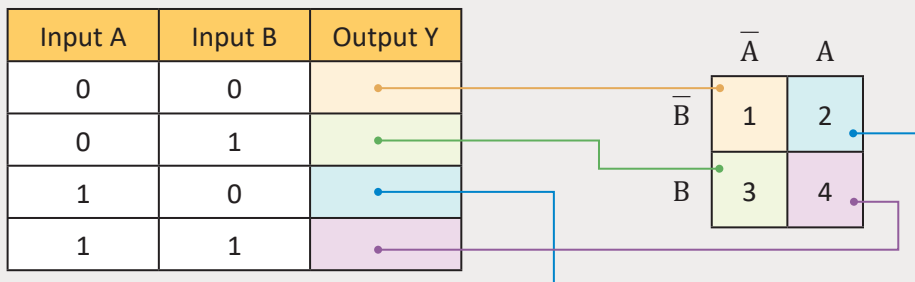 Input A Input B Output Y
0 0
0 1
1 0
1 1
A̅ A
B̅ 1 2
B 3 4